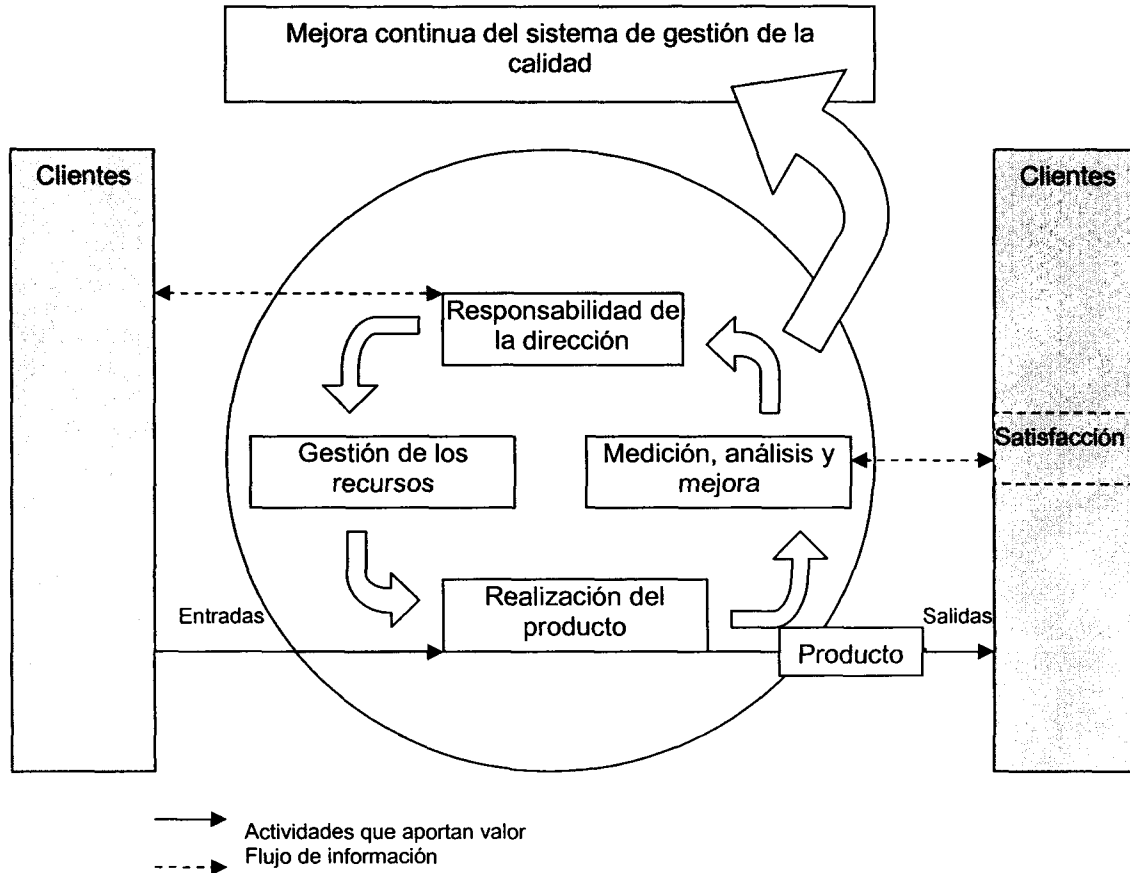 Mejora continua del sistema de gestión de la
calidad
Clientes
Clientes
Responsabilidad de
la dirección
Gestión de los
recursos
Medición, análisis y
mejora
Satisfacción
Realización del
producto
Entradas
Salidas
Producto
Actividades que aportan valor
Flujo de información